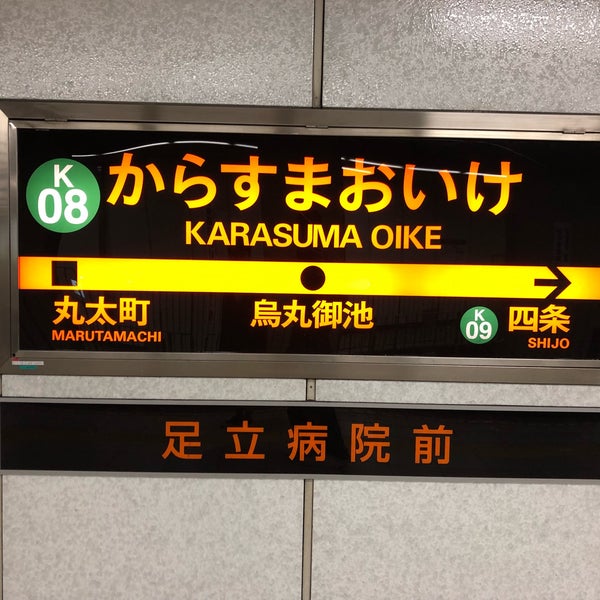 K
08
からすまおいけ
KARASUMA OIKE
丸太町
MARUTAMACHI
烏丸御池
K
09
四条
SHIJO
足立病院前